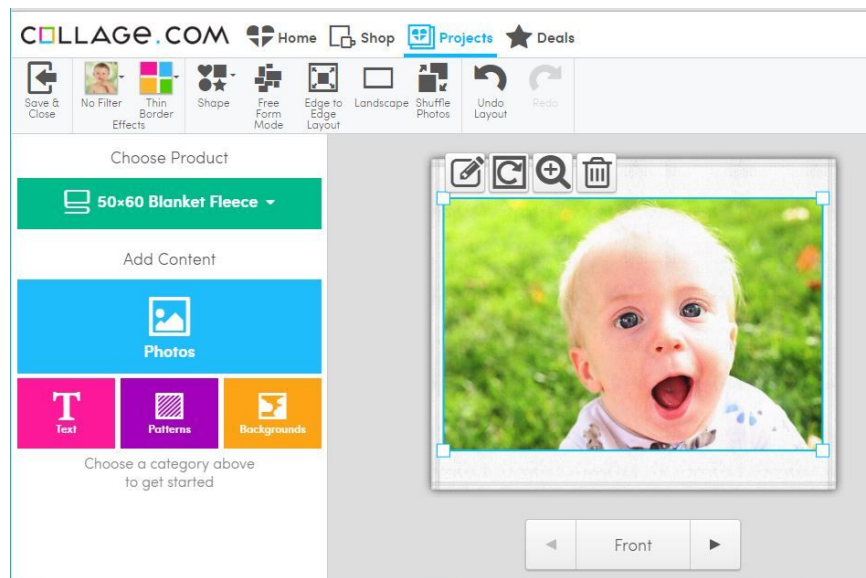 COLLAGE.COM Home Shop Projects Deals
Save & Close
No Filter
Thin Border
Effects
Shape
Free Form Mode
Edge to Edge Layout
Landscape
Shuffle Photos
Undo Layout
Redo
Choose Product
50×60 Blanket Fleece
Add Content
Photos
Text
Patterns
Backgrounds
Choose a category above
to get started
Front